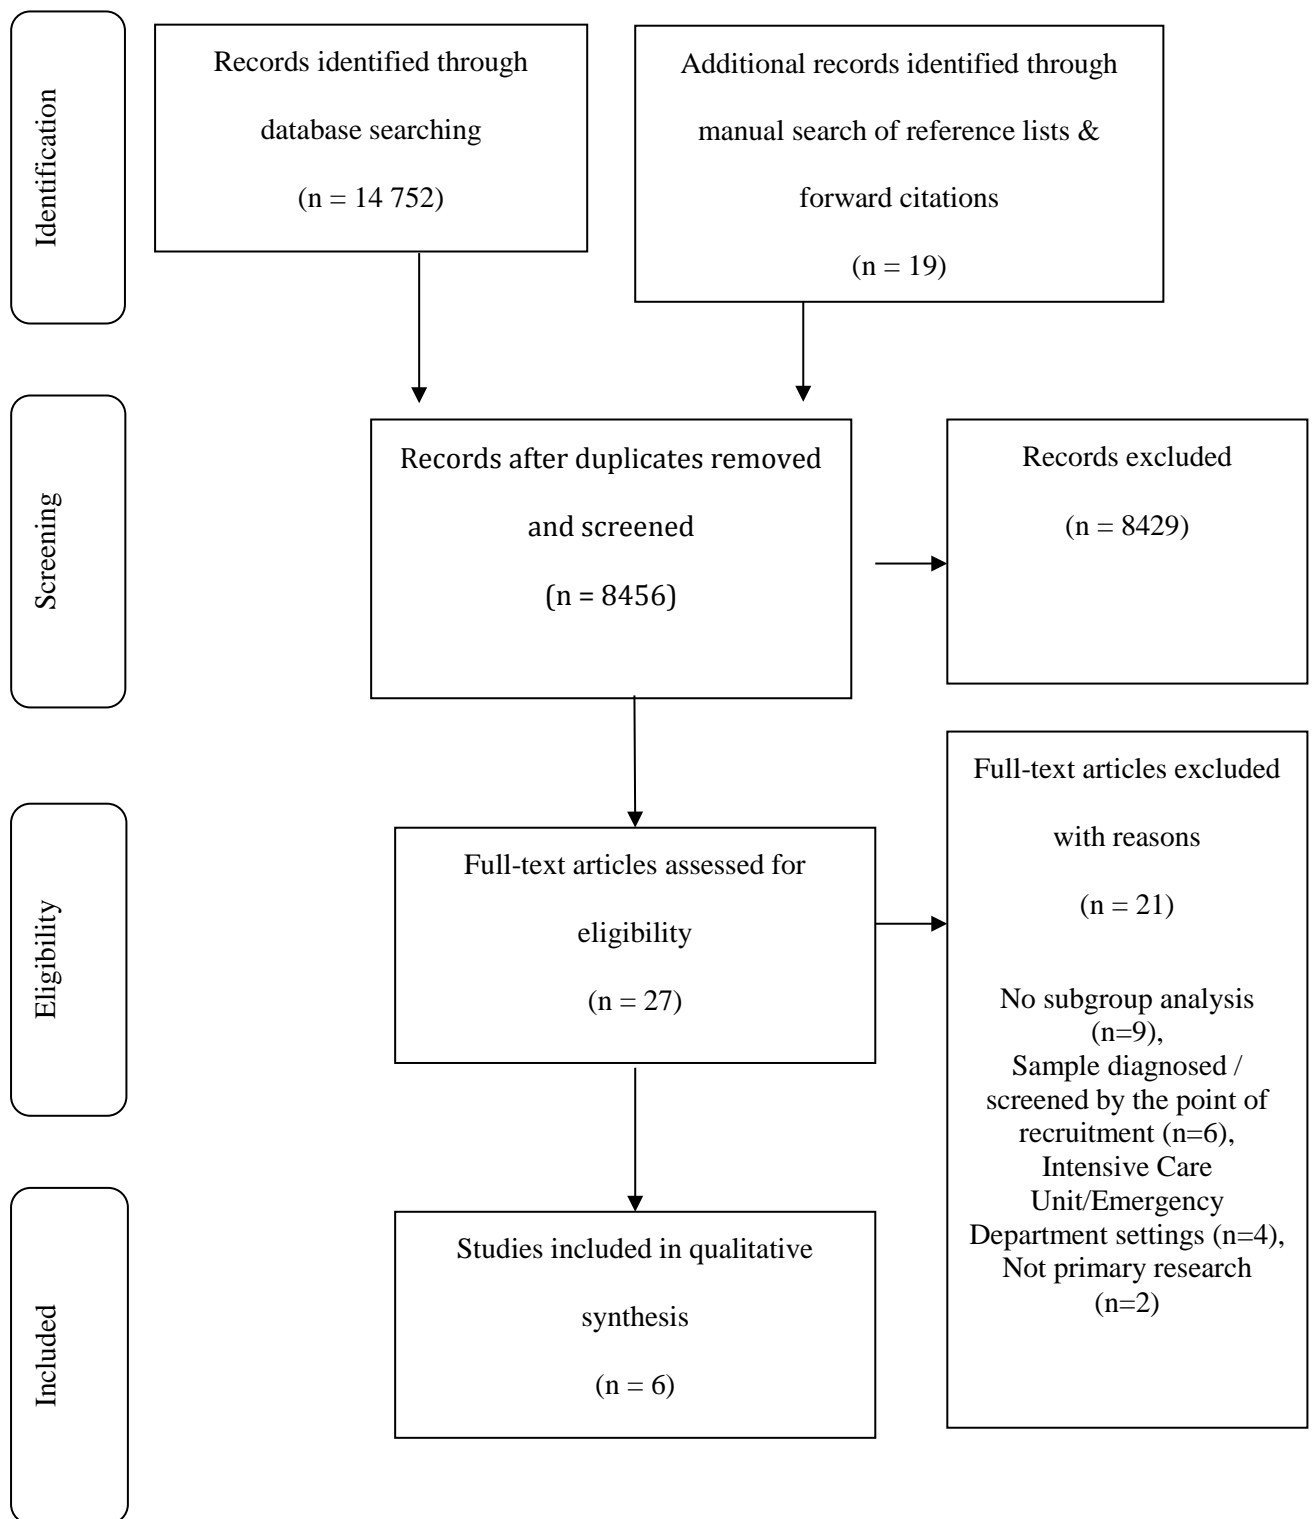 Identification
Records identified through
database searching
(n = 14 752)
Additional records identified through
manual search of reference lists &
forward citations
(n = 19)
Screening
Records after duplicates removed
and screened
(n = 8456)
Records excluded
(n = 8429)
Eligibility
Full-text articles assessed for
eligibility
(n = 27)
Full-text articles excluded
with reasons
(n = 21)
No subgroup analysis
(n=9),
Sample diagnosed /
screened by the point of
recruitment (n=6),
Intensive Care
Unit/Emergency
Department settings (n=4),
Not primary research
(n=2)
Included
Studies included in qualitative
synthesis
(n = 6)